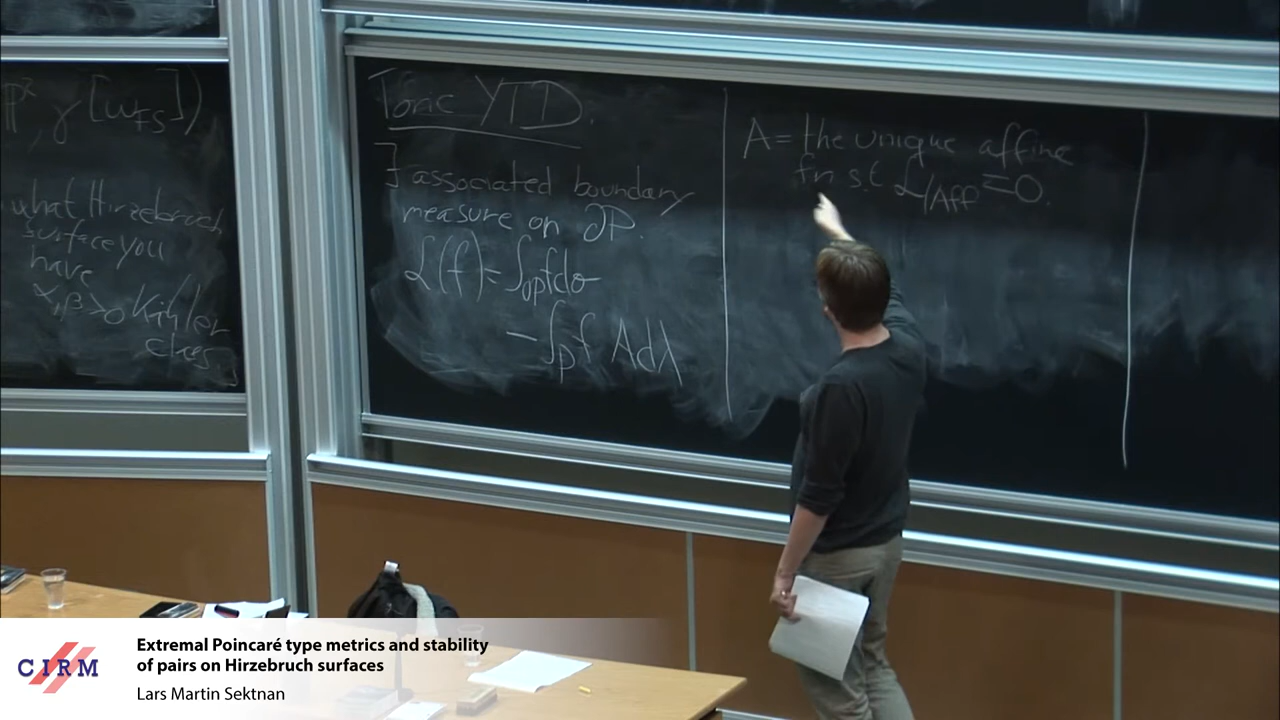 P², γ [ω_FS])
what Hirzebruch
surface you
have
α, β > 0 Kähler
class
Toric YTD.
∃ associated boundary
measure on ∂P.
L(f) = ∫_∂P f dσ
- ∫_P f A dλ
A = the unique affine
fn s.t L|Aff ≡ 0.
CIRM
Extremal Poincaré type metrics and stability
of pairs on Hirzebruch surfaces
Lars Martin Sektnan